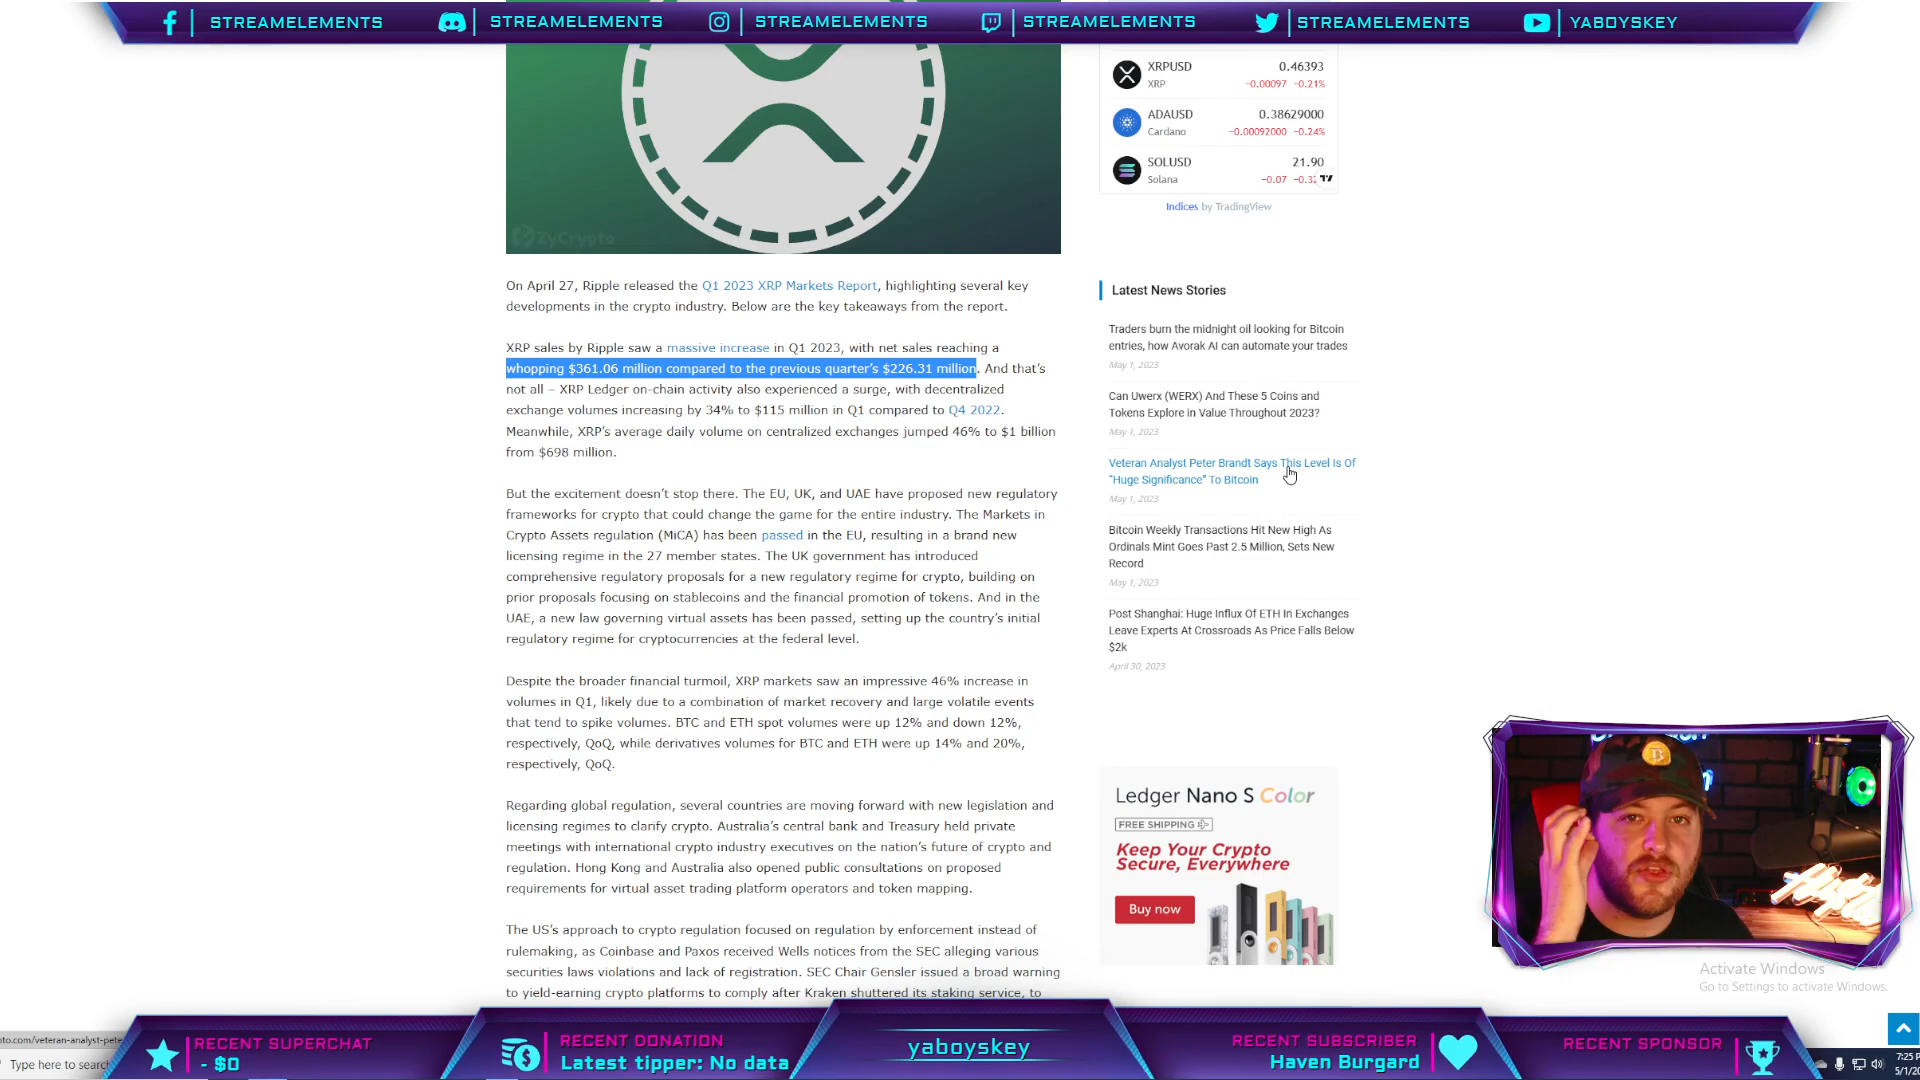 STREAMELEMENTS
STREAMELEMENTS
STREAMELEMENTS
STREAMELEMENTS
STREAMELEMENTS
YABOYSKEY
ZyCrypto
On April 27, Ripple released the Q1 2023 XRP Markets Report, highlighting several key
developments in the crypto industry. Below are the key takeaways from the report.
XRP sales by Ripple saw a massive increase in Q1 2023, with net sales reaching a
whopping $361.06 million compared to the previous quarter's $226.31 million. And that's
not all – XRP Ledger on-chain activity also experienced a surge, with decentralized
exchange volumes increasing by 34% to $115 million in Q1 compared to Q4 2022.
Meanwhile, XRP's average daily volume on centralized exchanges jumped 46% to $1 billion
from $698 million.
But the excitement doesn't stop there. The EU, UK, and UAE have proposed new regulatory
frameworks for crypto that could change the game for the entire industry. The Markets in
Crypto Assets regulation (MiCA) has been passed in the EU, resulting in a brand new
licensing regime in the 27 member states. The UK government has introduced
comprehensive regulatory proposals for a new regulatory regime for crypto, building on
prior proposals focusing on stablecoins and the financial promotion of tokens. And in the
UAE, a new law governing virtual assets has been passed, setting up the country's initial
regulatory regime for cryptocurrencies at the federal level.
Despite the broader financial turmoil, XRP markets saw an impressive 46% increase in
volumes in Q1, likely due to a combination of market recovery and large volatile events
that tend to spike volumes. BTC and ETH spot volumes were up 12% and down 12%,
respectively, QoQ, while derivatives volumes for BTC and ETH were up 14% and 20%,
respectively, QoQ.
Regarding global regulation, several countries are moving forward with new legislation and
licensing regimes to clarify crypto. Australia's central bank and Treasury held private
meetings with international crypto industry executives on the nation's future of crypto and
regulation. Hong Kong and Australia also opened public consultations on proposed
requirements for virtual asset trading platform operators and token mapping.
The US's approach to crypto regulation focused on regulation by enforcement instead of
rulemaking, as Coinbase and Paxos received Wells notices from the SEC alleging various
securities laws violations and lack of registration. SEC Chair Gensler issued a broad warning
to yield-earning crypto platforms to comply after Kraken shuttered its staking service, to
XRPUSD 0.46393
XRP −0.00097 −0.21%
ADAUSD 0.38629000
Cardano −0.00092000 −0.24%
SOLUSD 21.90
Solana −0.07 −0.32
Indices by TradingView
Latest News Stories
Traders burn the midnight oil looking for Bitcoin
entries, how Avorak AI can automate your trades
May 1, 2023
Can Uwerx (WERX) And These 5 Coins and
Tokens Explore in Value Throughout 2023?
May 1, 2023
Veteran Analyst Peter Brandt Says This Level Is Of
"Huge Significance" To Bitcoin
May 1, 2023
Bitcoin Weekly Transactions Hit New High As
Ordinals Mint Goes Past 2.5 Million, Sets New
Record
May 1, 2023
Post Shanghai: Huge Influx Of ETH In Exchanges
Leave Experts At Crossroads As Price Falls Below
$2k
April 30, 2023
Ledger Nano S Color
FREE SHIPPING
Keep Your Crypto
Secure, Everywhere
Buy now
Activate Windows
Go to Settings to activate Windows.
to.com/veteran-analyst-pete
Type here to search
RECENT SUPERCHAT
- $0
RECENT DONATION
Latest tipper: No data
yaboyskey
RECENT SUBSCRIBER
Haven Burgard
RECENT SPONSOR
7:25 P
5/1/20